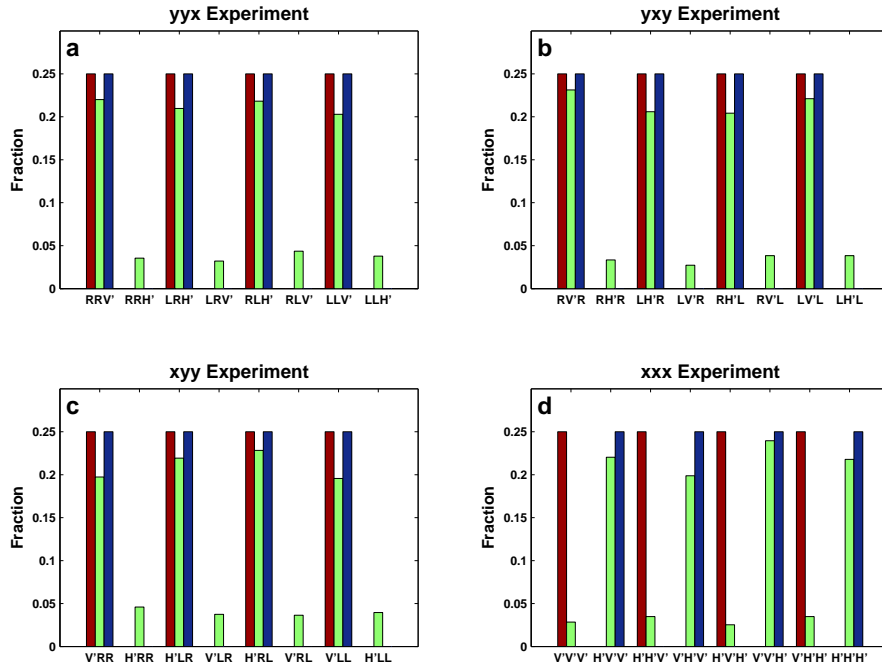 yyx Experiment
a
0.25
0.2
0.15
0.1
0.05
0
Fraction
RRV' RRH' LRH' LRV' RLH' RLV' LLV' LLH'
yxy Experiment
b
0.25
0.2
0.15
0.1
0.05
0
Fraction
RV'R RH'R LH'R LV'R RH'L RV'L LV'L LH'L
xyy Experiment
c
0.25
0.2
0.15
0.1
0.05
0
Fraction
V'RR H'RR H'LR V'LR H'RL V'RL V'LL H'LL
xxx Experiment
d
0.25
0.2
0.15
0.1
0.05
0
Fraction
V'V'V' H'V'V' H'H'V' V'H'V' H'V'H' V'V'H' V'H'H' H'H'H'